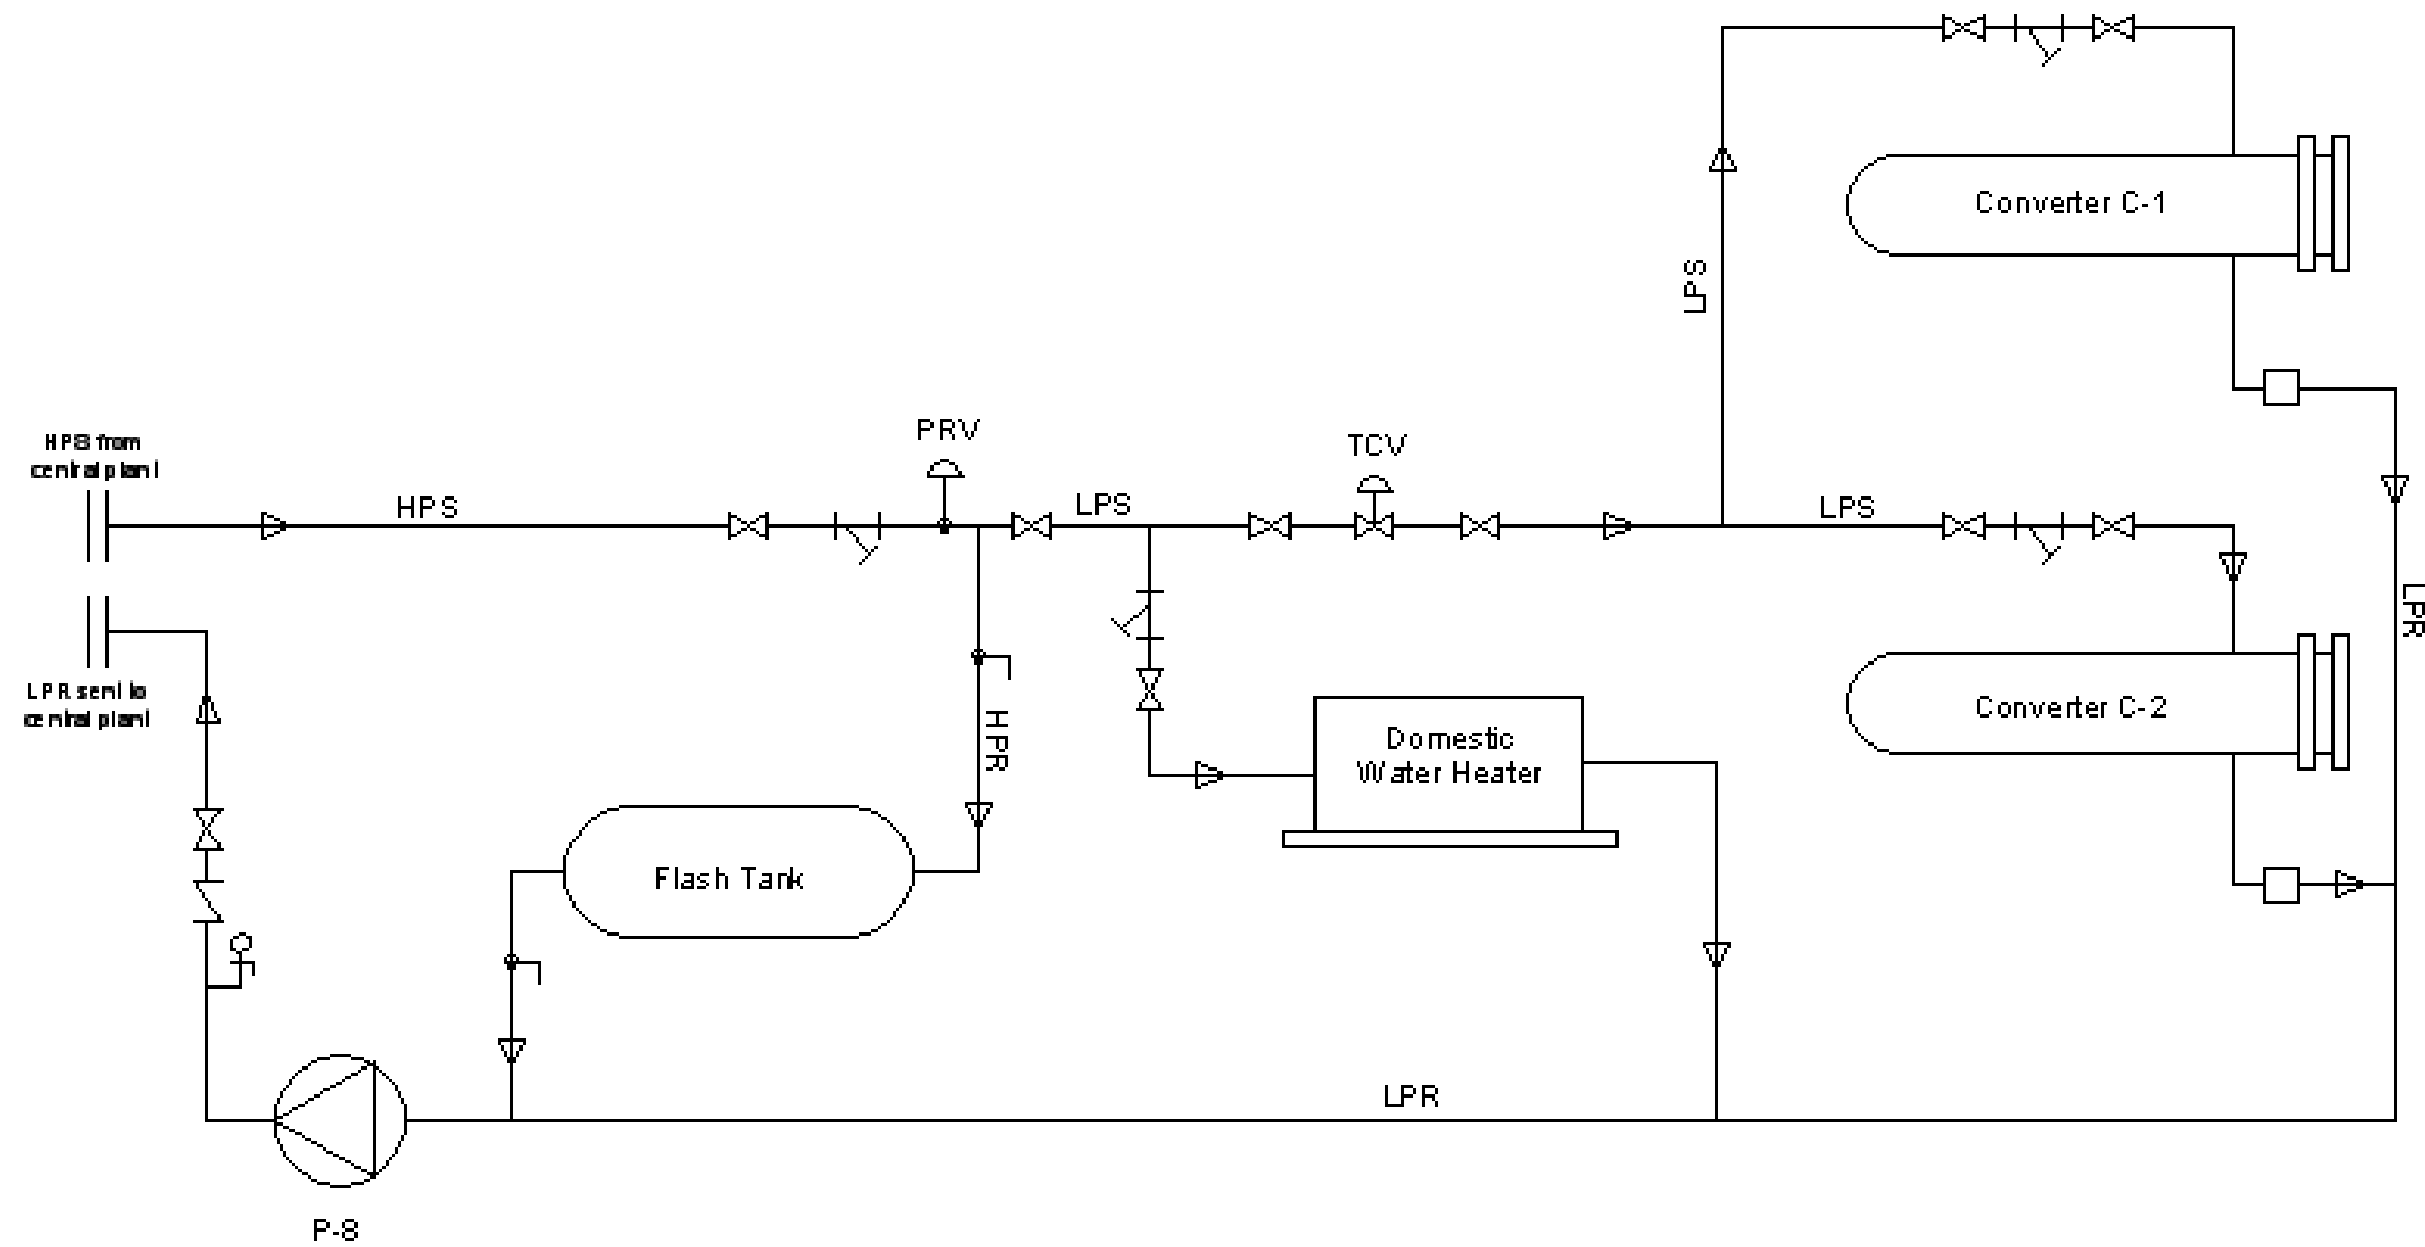 Converter C-1
LPS
PRV
TCV
HPS from
central plant
HPS
LPS
LPS
LPR
LPR sent to
central plant
HPR
Domestic
Water Heater
Converter C-2
Flash Tank
LPR
P-8